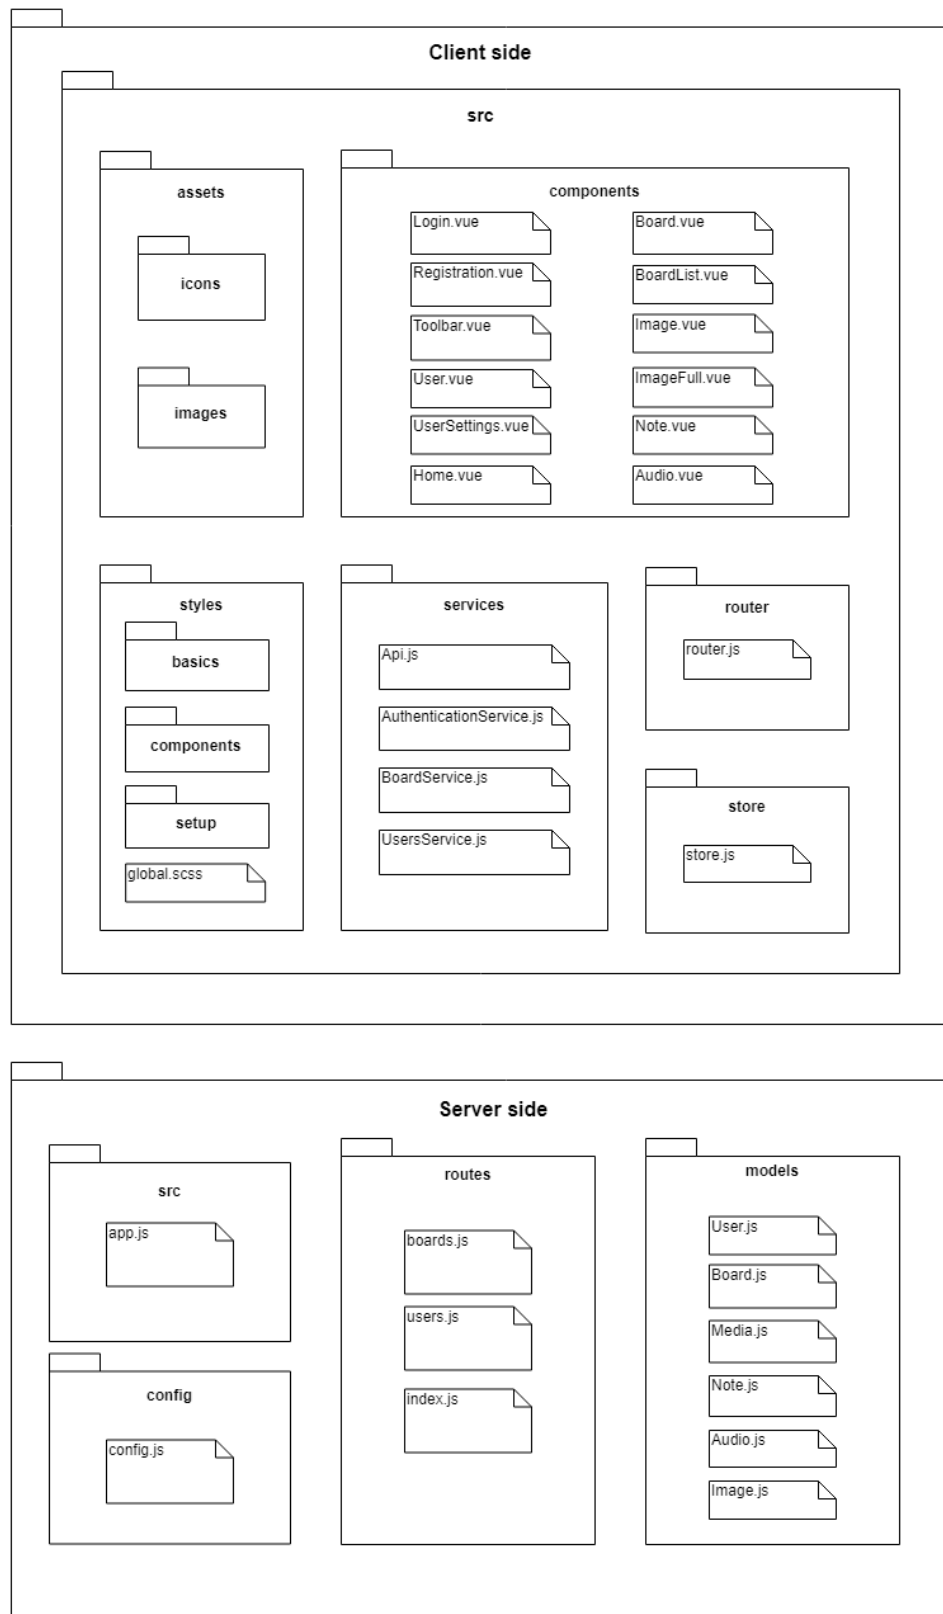 Client side
src
assets
icons
images
components
Login.vue
Registration.vue
Toolbar.vue
User.vue
UserSettings.vue
Home.vue
Board.vue
BoardList.vue
Image.vue
ImageFull.vue
Note.vue
Audio.vue
styles
basics
components
setup
global.scss
services
Api.js
AuthenticationService.js
BoardService.js
UsersService.js
router
router.js
store
store.js
Server side
src
app.js
config
config.js
routes
boards.js
users.js
index.js
models
User.js
Board.js
Media.js
Note.js
Audio.js
Image.js